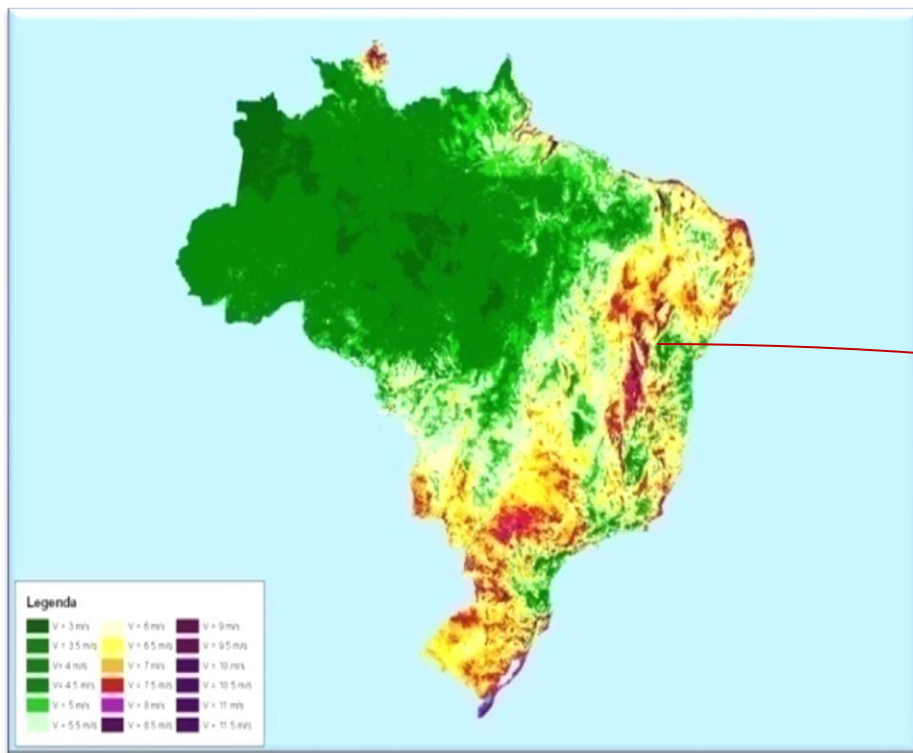 Legenda
V = 3 m/s
V = 3.5 m/s
V= 4 m/s
V= 4.5 m/s
V = 5 m/s
V = 5.5 m/s
V = 6 m/s
V = 6.5 m/s
V = 7 m/s
V = 7.5 m/s
V = 8 m/s
V = 8.5 m/s
V = 9 m/s
V = 9.5 m/s
V = 10 m/s
V = 10.5 m/s
V = 11 m/s
V = 11.5 m/s